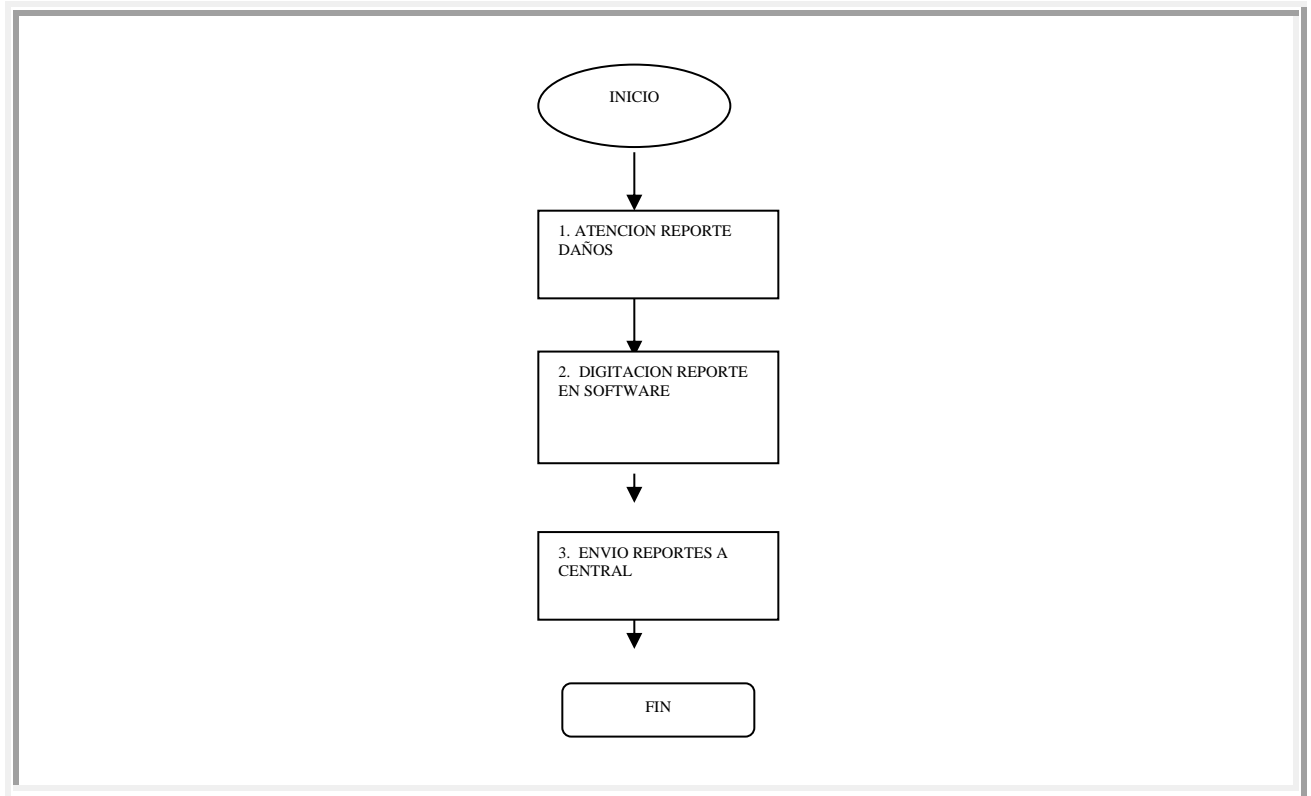 INICIO
1. ATENCION REPORTE
DAÑOS
2. DIGITACION REPORTE
EN SOFTWARE
3. ENVIO REPORTES A
CENTRAL
FIN